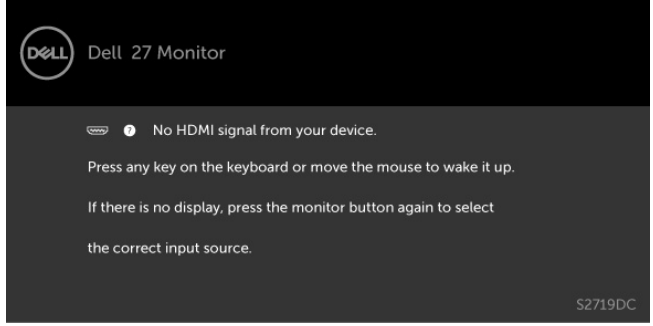 DELL
Dell 27 Monitor
? No HDMI signal from your device.
Press any key on the keyboard or move the mouse to wake it up.
If there is no display, press the monitor button again to select
the correct input source.
S2719DC